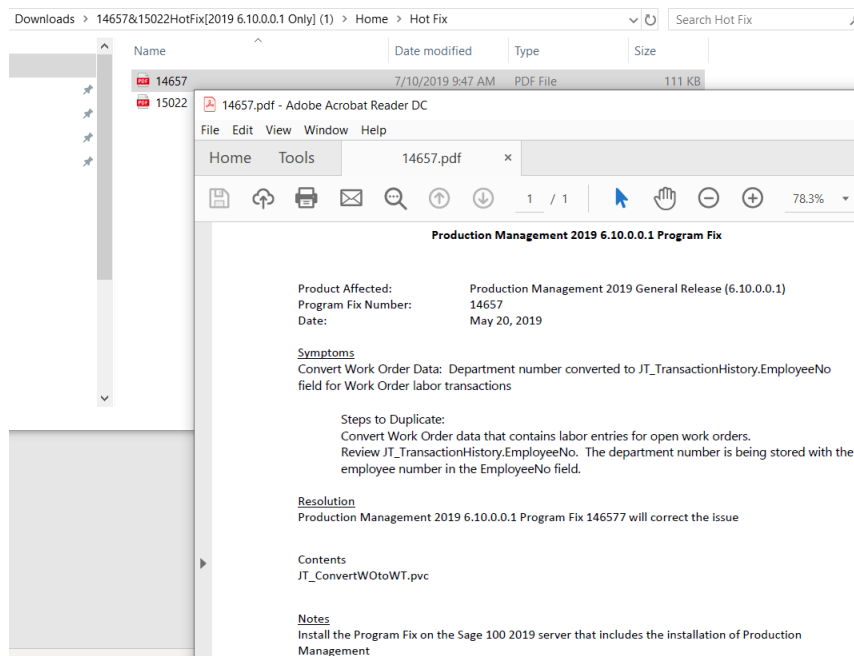 Downloads > 14657&15022HotFix[2019 6.10.0.0.1 Only] (1) > Home > Hot Fix
Search Hot Fix
Name Date modified Type Size
14657 7/10/2019 9:47 AM PDF File 111 KB
15022
14657.pdf - Adobe Acrobat Reader DC
File Edit View Window Help
Home Tools 14657.pdf ×
1 / 1 78.3%
Production Management 2019 6.10.0.0.1 Program Fix
Product Affected: Production Management 2019 General Release (6.10.0.0.1)
Program Fix Number: 14657
Date: May 20, 2019
Symptoms
Convert Work Order Data: Department number converted to JT_TransactionHistory.EmployeeNo
field for Work Order labor transactions
Steps to Duplicate:
Convert Work Order data that contains labor entries for open work orders.
Review JT_TransactionHistory.EmployeeNo. The department number is being stored with the
employee number in the EmployeeNo field.
Resolution
Production Management 2019 6.10.0.0.1 Program Fix 146577 will correct the issue
Contents
JT_ConvertWOtoWT.pvc
Notes
Install the Program Fix on the Sage 100 2019 server that includes the installation of Production
Management